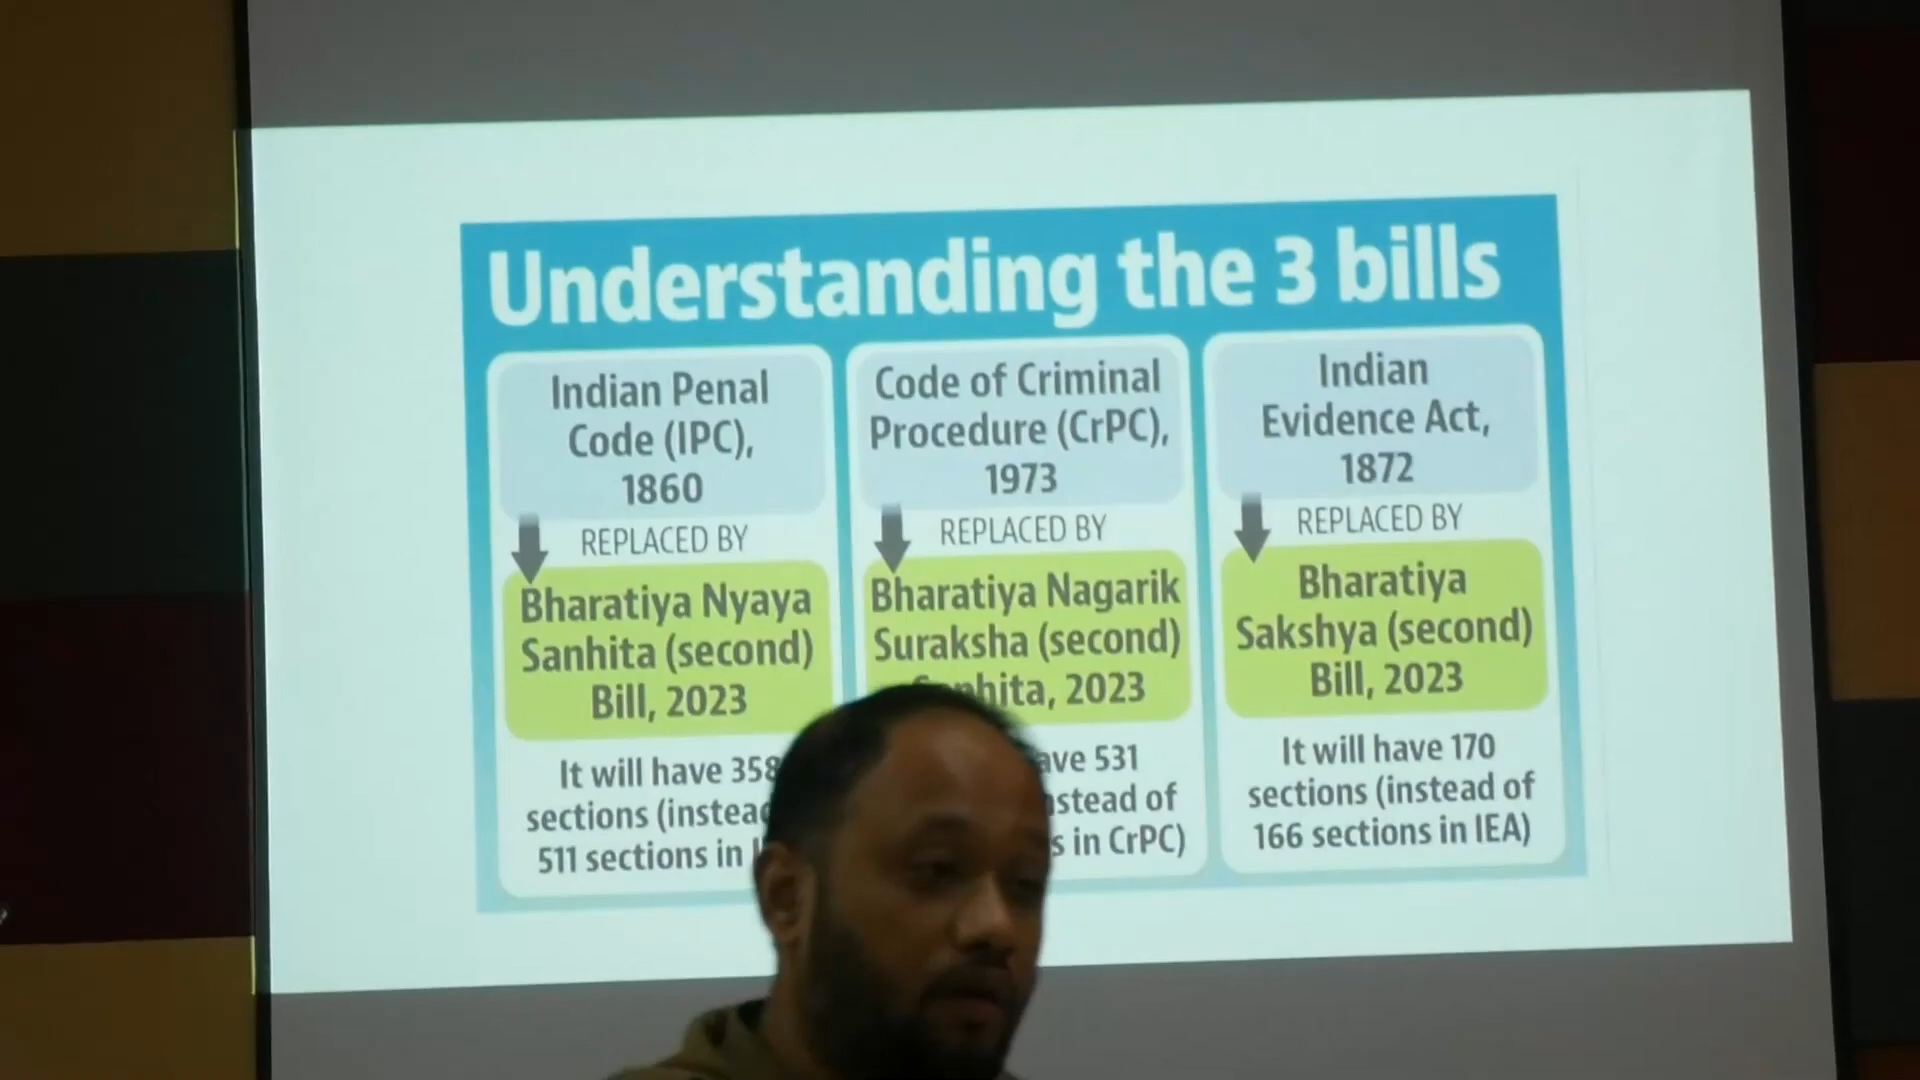 Understanding the 3 bills
Indian Penal
Code (IPC),
1860
REPLACED BY
Bharatiya Nyaya
Sanhita (second)
Bill, 2023
It will have 358
sections (instead
511 sections in
Code of Criminal
Procedure (CrPC),
1973
REPLACED BY
Bharatiya Nagarik
Suraksha (second)
Sanhita, 2023
531
of
in CrPC)
Indian
Evidence Act,
1872
REPLACED BY
Bharatiya
Sakshya (second)
Bill, 2023
It will have 170
sections (instead of
166 sections in IEA)